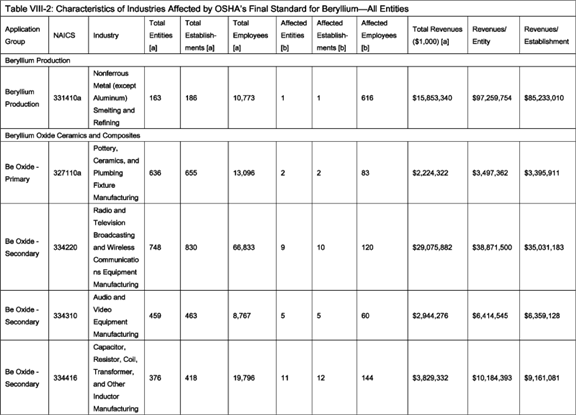 Table VIII-2: Characteristics of Industries Affected by OSHA's Final Standard for Beryllium—All Entities
Application Group NAICS Industry Total Entities [a] Total Establish-ments [a] Total Employees [a] Affected Entities [b] Affected Establish-ments [b] Affected Employees [b] Total Revenues ($1,000) [a] Revenues/ Entity Revenues/ Establishment
Beryllium Production
Beryllium Production 331410a Nonferrous Metal (except Aluminum) Smelting and Refining 163 186 10,773 1 1 616 $15,853,340 $97,259,754 $85,233,010
Beryllium Oxide Ceramics and Composites
Be Oxide - Primary 327110a Pottery, Ceramics, and Plumbing Fixture Manufacturing 636 655 13,096 2 2 83 $2,224,322 $3,497,362 $3,395,911
Be Oxide - Secondary 334220 Radio and Television Broadcasting and Wireless Communicatio ns Equipment Manufacturing 748 830 66,833 9 10 120 $29,075,882 $38,871,500 $35,031,183
Be Oxide - Secondary 334310 Audio and Video Equipment Manufacturing 459 463 8,767 5 5 60 $2,944,276 $6,414,545 $6,359,128
Be Oxide - Secondary 334416 Capacitor, Resistor, Coil, Transformer, and Other Inductor Manufacturing 376 418 19,796 11 12 144 $3,829,332 $10,184,393 $9,161,081